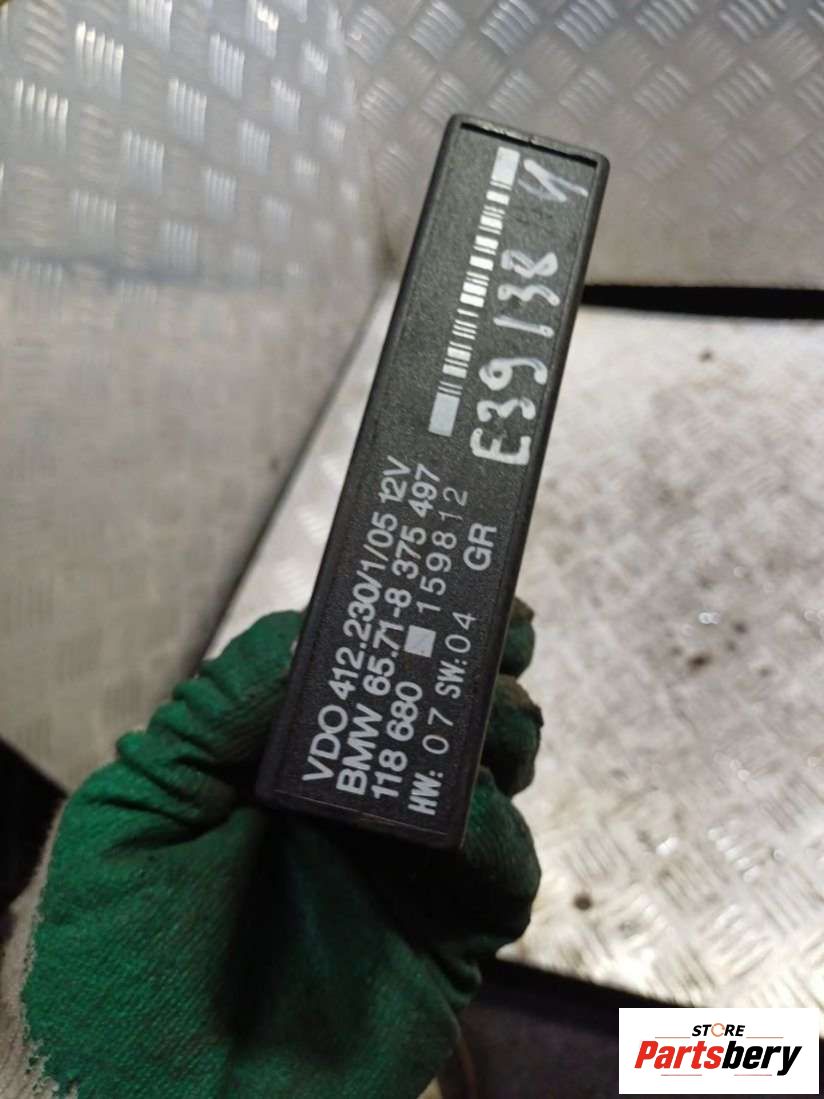 VDO 412.230/1/05 12V
BMW 65.71-8 375 497
118 680 159812
HW: 07 SW: 04 GR
E39 138 Y
STORE
Partsbery